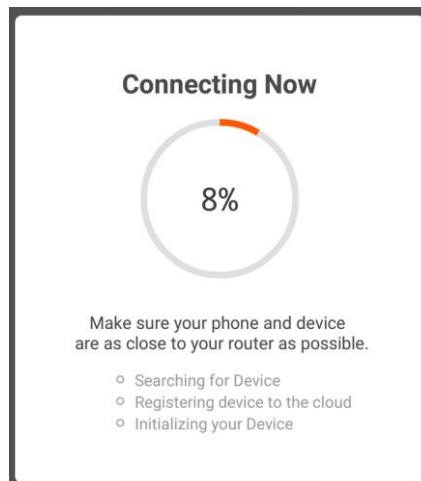 Connecting Now
8%
Make sure your phone and device
are as close to your router as possible.
Searching for Device
Registering device to the cloud
Initializing your Device